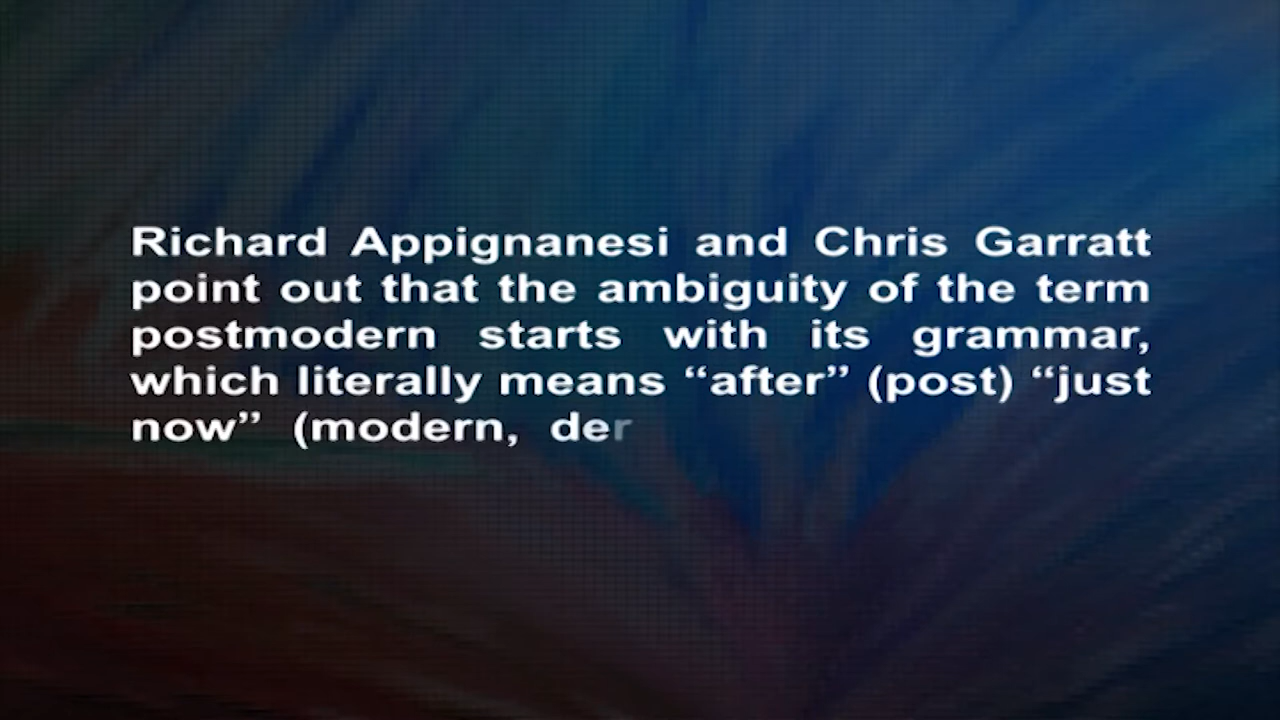 Richard Appignanesi and Chris Garratt
point out that the ambiguity of the term
postmodern starts with its grammar,
which literally means “after” (post) “just
now” (modern, der